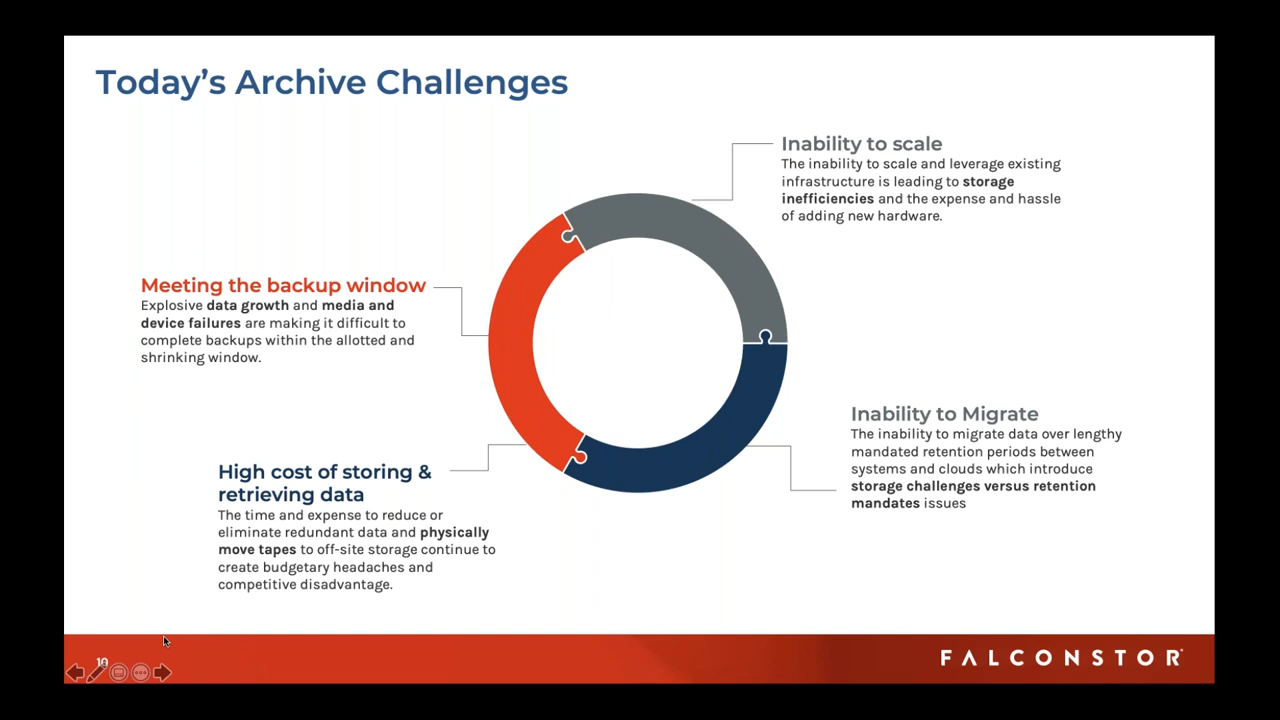 Today’s Archive Challenges
Inability to scale
The inability to scale and leverage existing
infrastructure is leading to storage
inefficiencies and the expense and hassle
of adding new hardware.
Meeting the backup window
Explosive data growth and media and
device failures are making it difficult to
complete backups within the allotted and
shrinking window.
Inability to Migrate
The inability to migrate data over lengthy
mandated retention periods between
systems and clouds which introduce
storage challenges versus retention
mandates issues
High cost of storing &
retrieving data
The time and expense to reduce or
eliminate redundant data and physically
move tapes to off-site storage continue to
create budgetary headaches and
competitive disadvantage.
FALCONSTOR